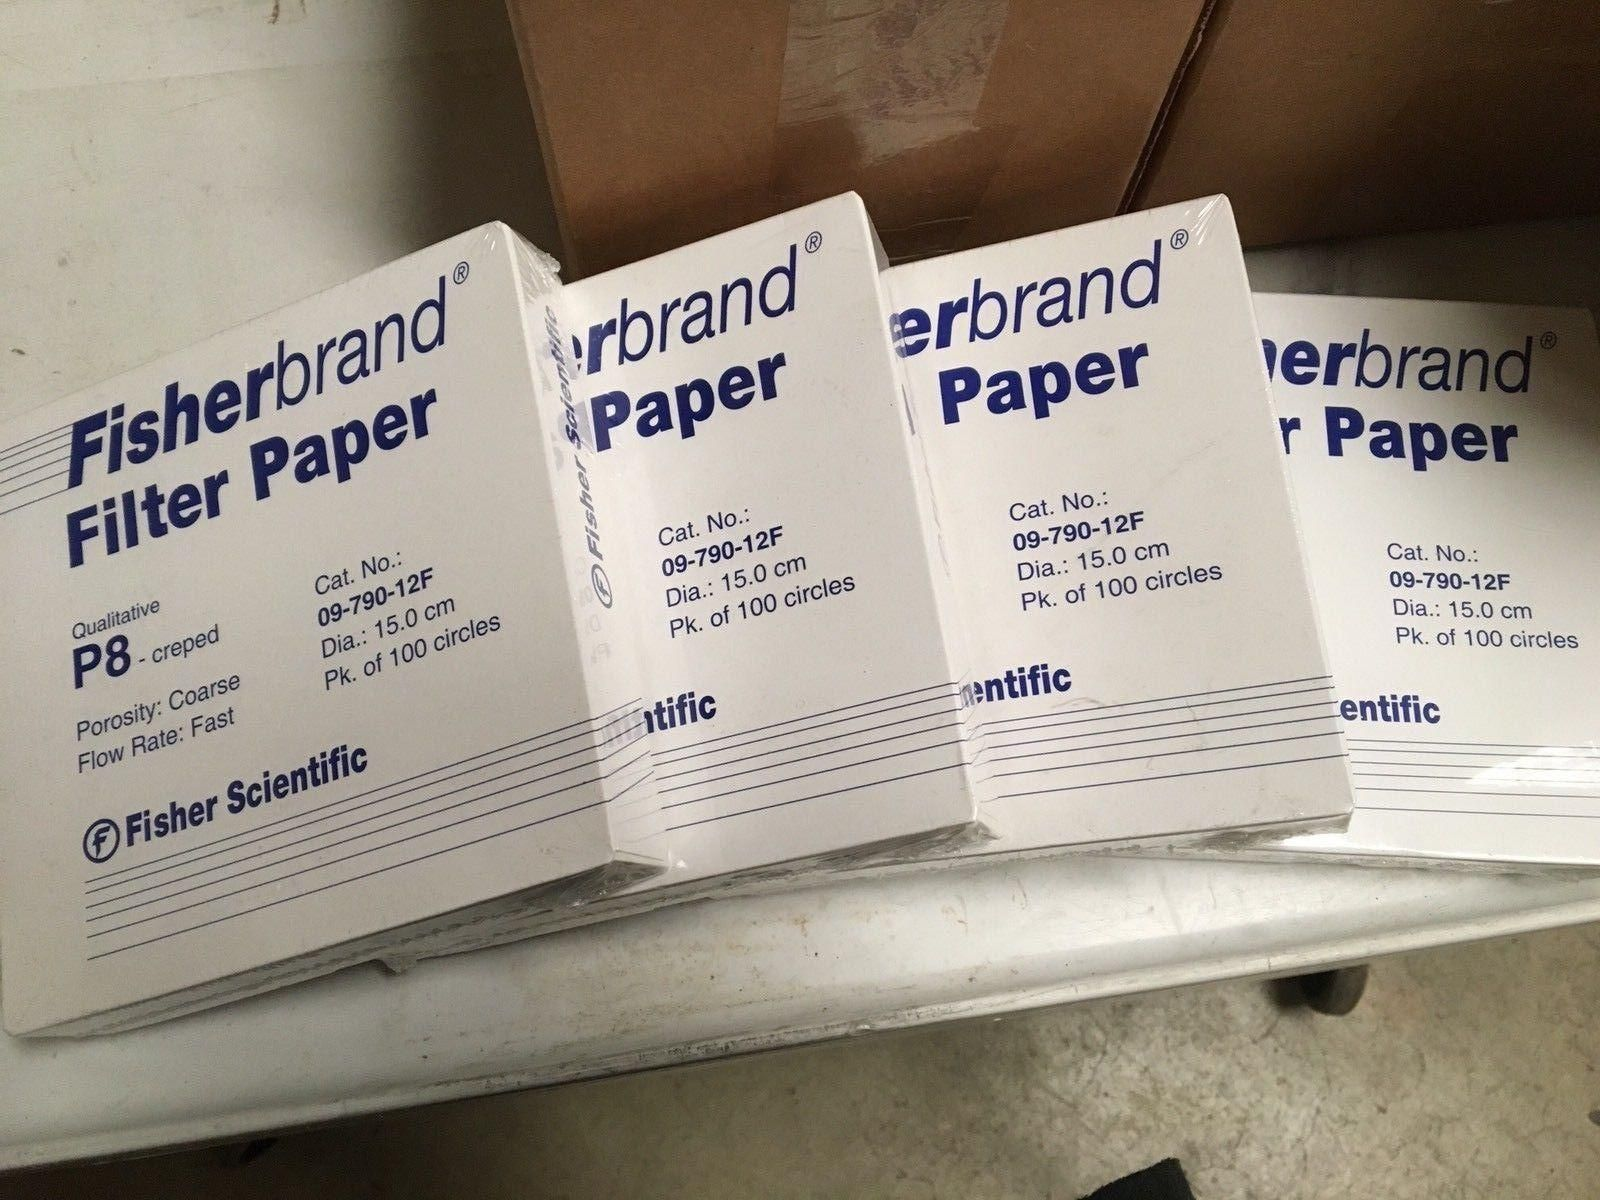 Fisherbrand®
Filter Paper
Qualitative
P8 - creped
Porosity: Coarse
Flow Rate: Fast
Cat. No.:
09-790-12F
Dia.: 15.0 cm
Pk. of 100 circles
F Fisher Scientific
F Fisher Scientific
erbrand®
Paper
Cat. No.:
09-790-12F
Dia.: 15.0 cm
Pk. of 100 circles
ntific
erbrand®
Paper
Cat. No.:
09-790-12F
Dia.: 15.0 cm
Pk. of 100 circles
entific
erbrand®
r Paper
Cat. No.:
09-790-12F
Dia.: 15.0 cm
Pk. of 100 circles
entific